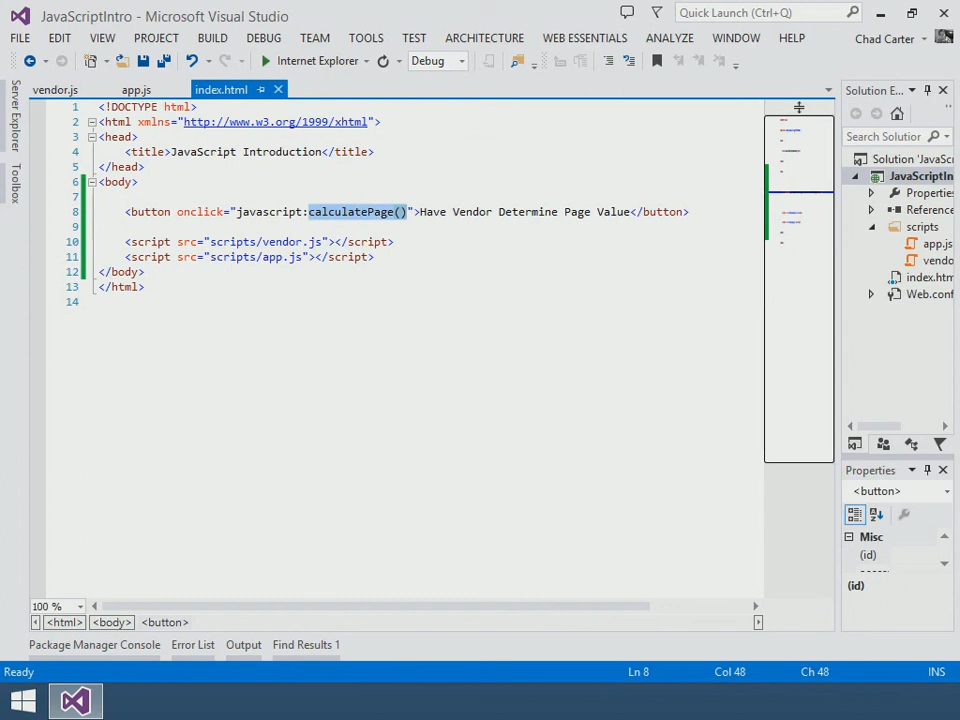 JavaScriptIntro - Microsoft Visual Studio
Quick Launch (Ctrl+Q)
FILE EDIT VIEW PROJECT BUILD DEBUG TEAM TOOLS TEST ARCHITECTURE WEB ESSENTIALS ANALYZE WINDOW HELP Chad Carter
Internet Explorer Debug
Server Explorer
Toolbox
vendor.js app.js index.html
1 <!DOCTYPE html>
2 <html xmlns="http://www.w3.org/1999/xhtml">
3 <head>
4 <title>JavaScript Introduction</title>
5 </head>
6 <body>
7
8 <button onclick="javascript:calculatePage()">Have Vendor Determine Page Value</button>
9
10 <script src="scripts/vendor.js"></script>
11 <script src="scripts/app.js"></script>
12 </body>
13 </html>
14
100 %
<html> <body> <button>
Package Manager Console Error List Output Find Results 1
Ready Ln 8 Col 48 Ch 48 INS
Solution E...
Search Solution
Solution 'JavaSc
JavaScriptIn
Propertie
Reference
scripts
app.js
vendo
index.htm
Web.conf
Properties
<button>
Misc
(id)
(id)